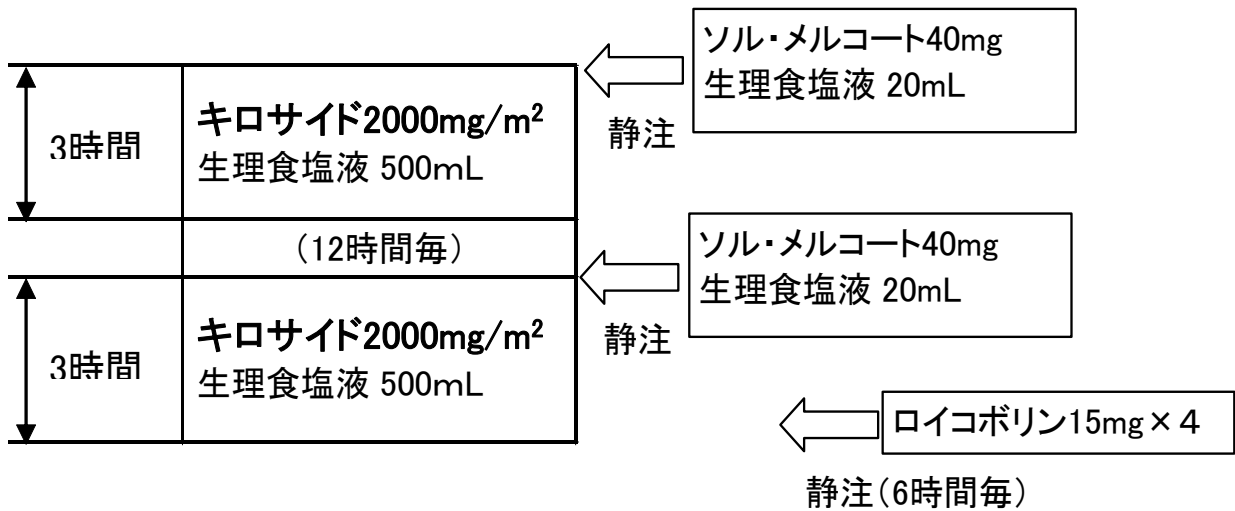 ソル・メルコート40mg
生理食塩液 20mL
静注
3時間
キロサイド2000mg/m²
生理食塩液 500mL
(12時間毎)
ソル・メルコート40mg
生理食塩液 20mL
静注
3時間
キロサイド2000mg/m²
生理食塩液 500mL
ロイコボリン15mg×4
静注(6時間毎)